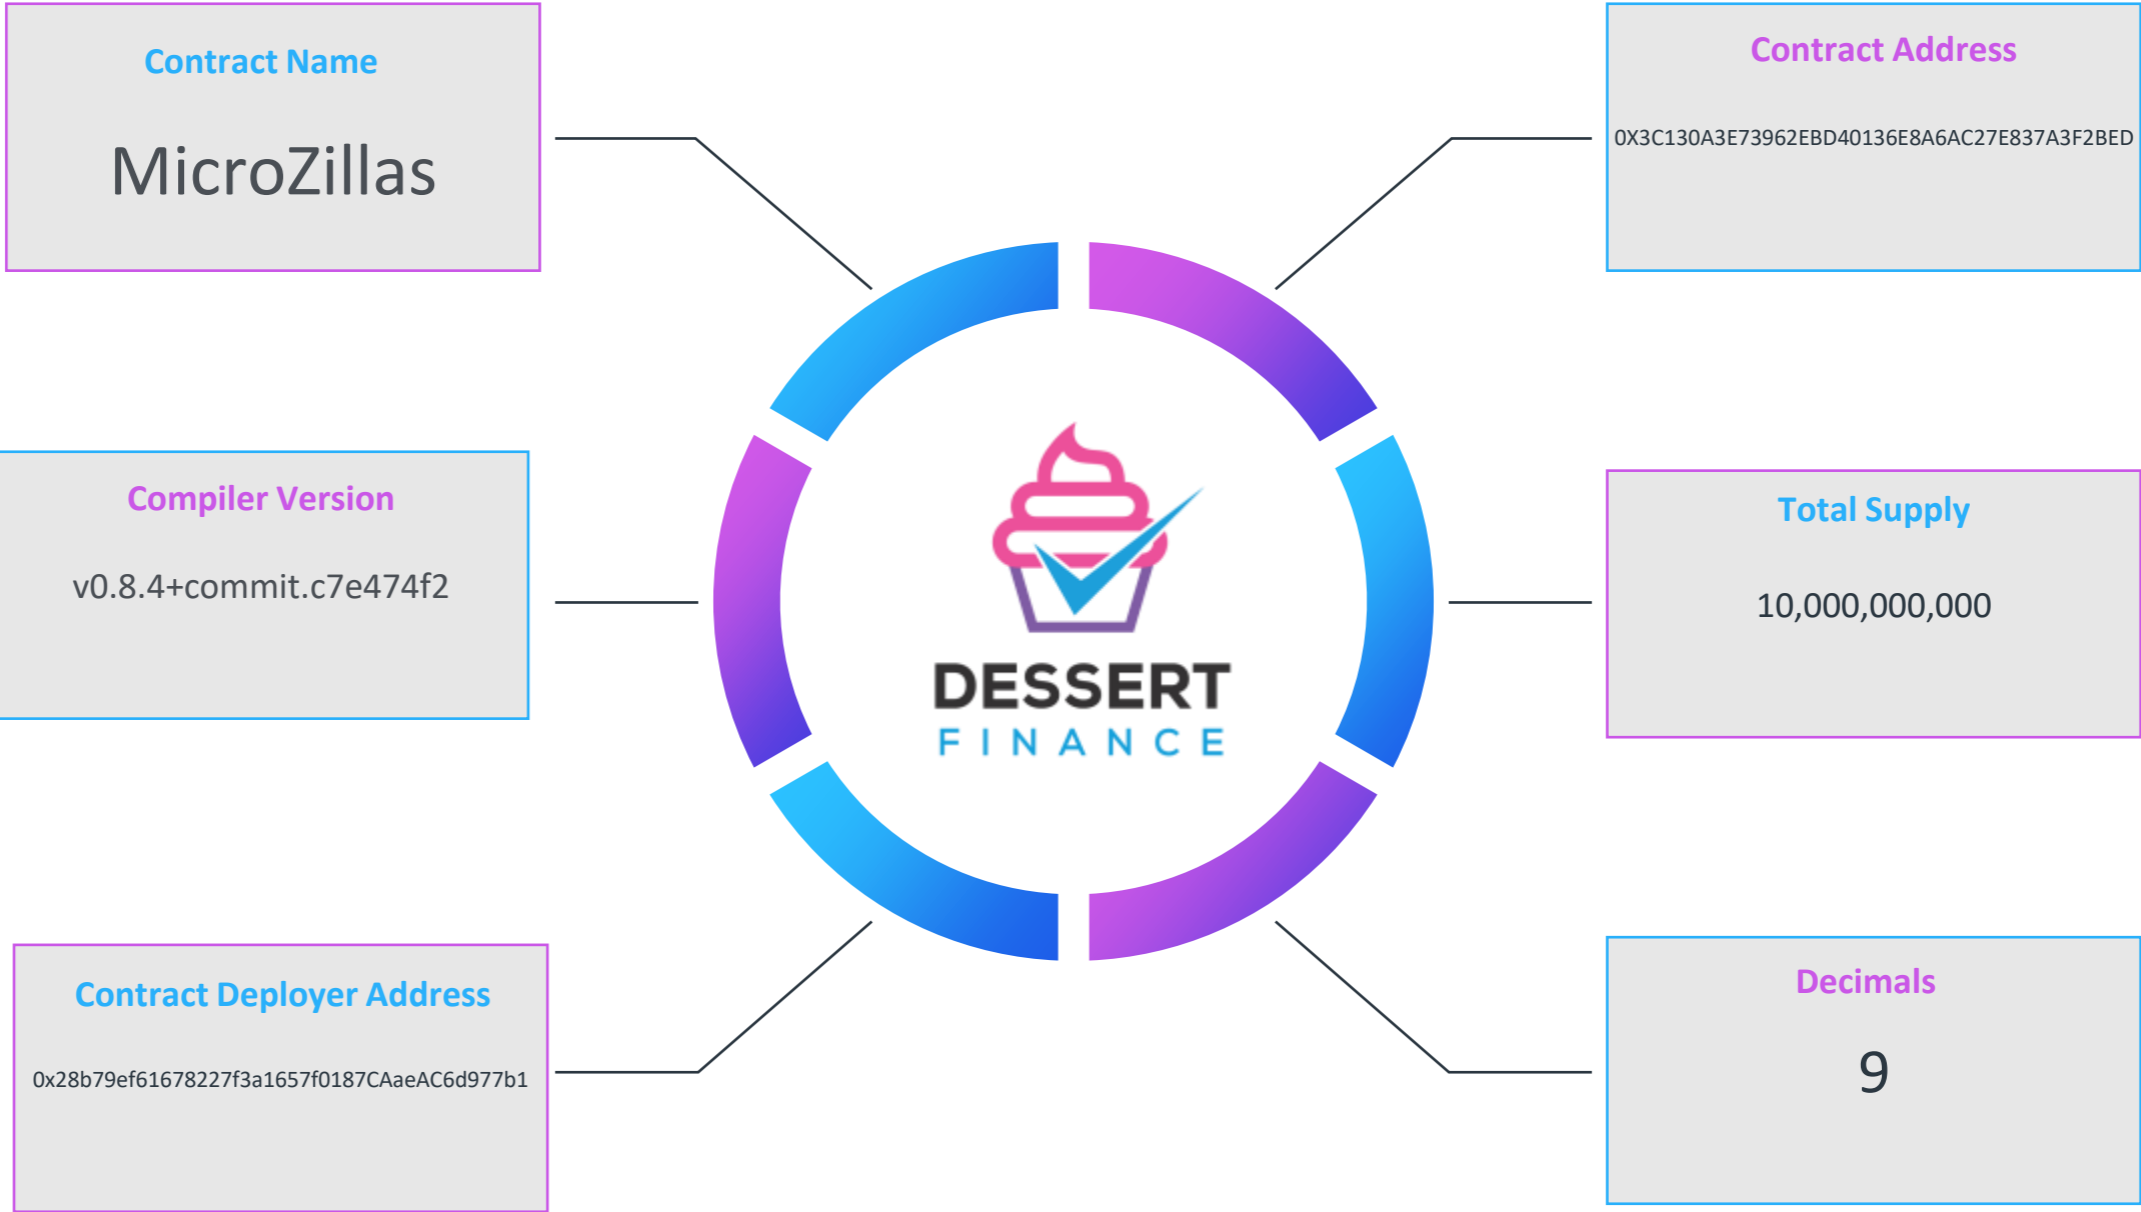 Contract Name
MicroZillas
Contract Address
0X3C130A3E73962EBD40136E8A6AC27E837A3F2BED
Compiler Version
v0.8.4+commit.c7e474f2
DESSERT
FINANCE
Total Supply
10,000,000,000
Contract Deployer Address
0x28b79ef61678227f3a1657f0187CAaeAC6d977b1
Decimals
9